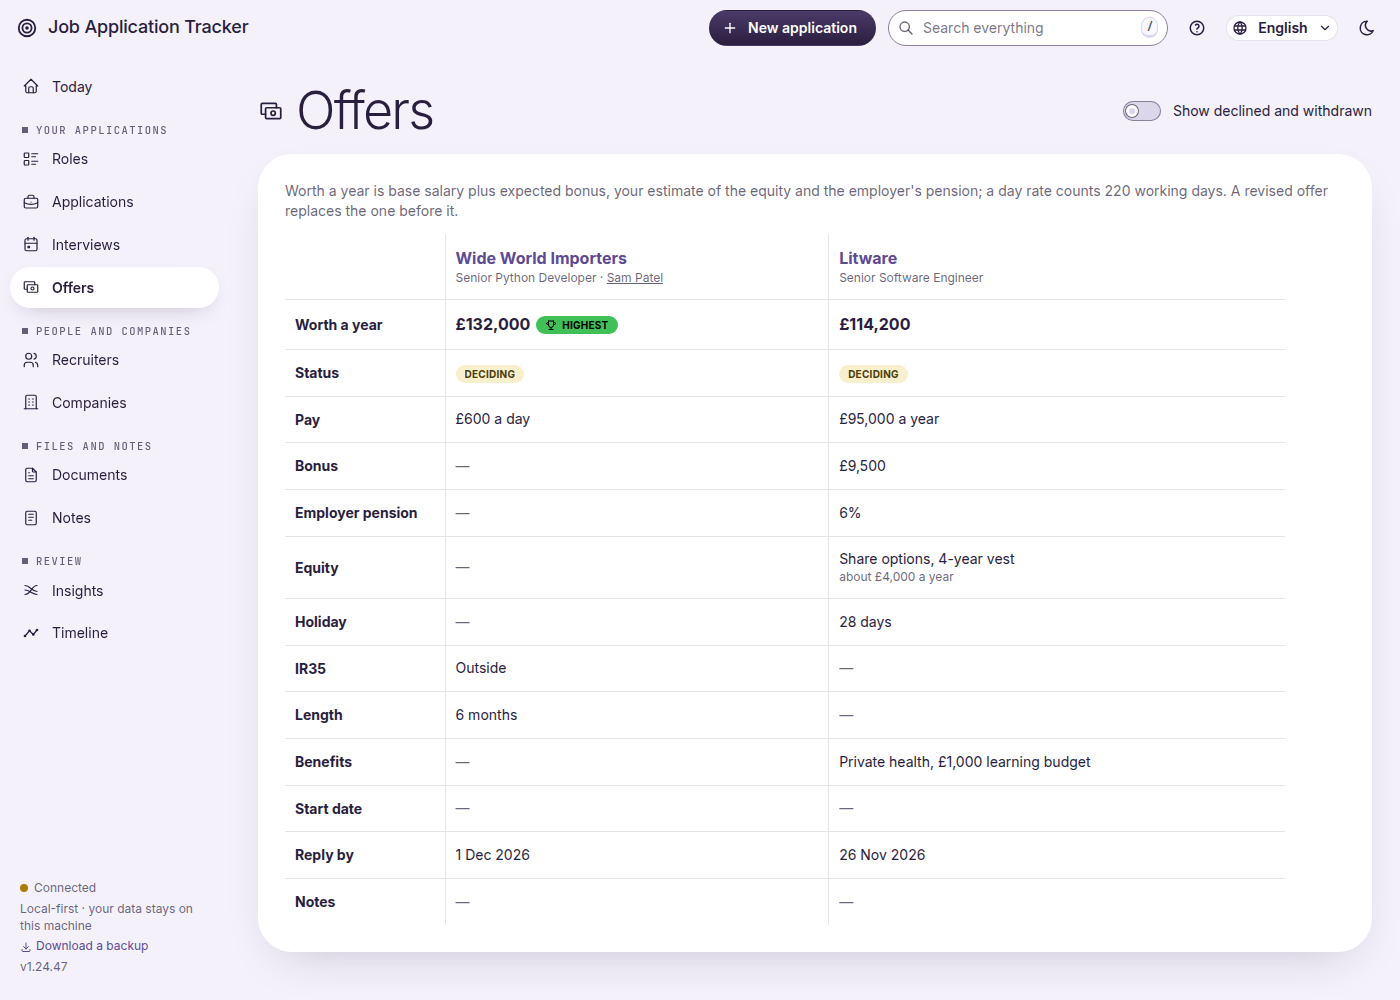 Job Application Tracker
New application
Search everything
/
English
Today
YOUR APPLICATIONS
Roles
Applications
Interviews
Offers
PEOPLE AND COMPANIES
Recruiters
Companies
FILES AND NOTES
Documents
Notes
REVIEW
Insights
Timeline
Connected
Local-first · your data stays on
this machine
Download a backup
v1.24.47
Offers
Show declined and withdrawn
Worth a year is base salary plus expected bonus, your estimate of the equity and the employer's pension; a day rate counts 220 working days. A revised offer
replaces the one before it.
Wide World Importers
Senior Python Developer · Sam Patel
Litware
Senior Software Engineer
Worth a year £132,000 HIGHEST £114,200
Status DECIDING DECIDING
Pay £600 a day £95,000 a year
Bonus — £9,500
Employer pension — 6%
Equity — Share options, 4-year vest
about £4,000 a year
Holiday — 28 days
IR35 Outside —
Length 6 months —
Benefits — Private health, £1,000 learning budget
Start date — —
Reply by 1 Dec 2026 26 Nov 2026
Notes — —